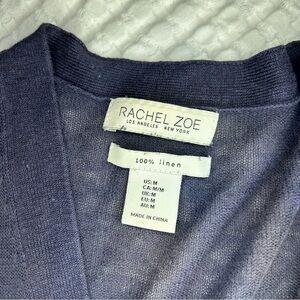 RACHEL ZOE
LOS ANGELES NEW YORK
100% linen
US: M
CA: M/M
UK: M
EU: M
AU: M
MADE IN CHINA